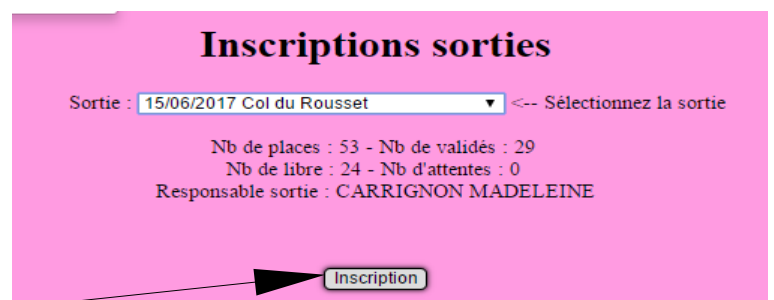 Inscriptions sorties
Sortie : 15/06/2017 Col du Rousset <-- Sélectionnez la sortie
Nb de places : 53 - Nb de validés : 29
Nb de libre : 24 - Nb d'attentes : 0
Responsable sortie : CARRIGNON MADELEINE
Inscription